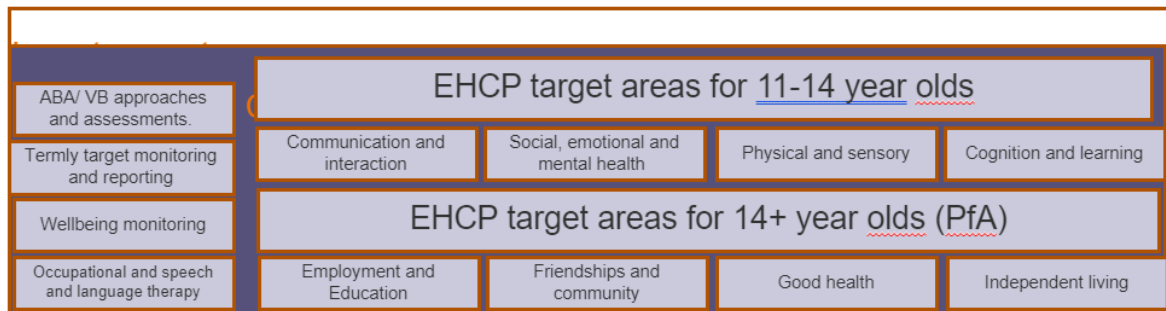 ABA/ VB approaches
and assessments.
Termly target monitoring
and reporting
Wellbeing monitoring
Occupational and speech
and language therapy
EHCP target areas for 11-14 year olds
Communication and
interaction
Social, emotional and
mental health
Physical and sensory
Cognition and learning
EHCP target areas for 14+ year olds (PfA)
Employment and
Education
Friendships and
community
Good health
Independent living